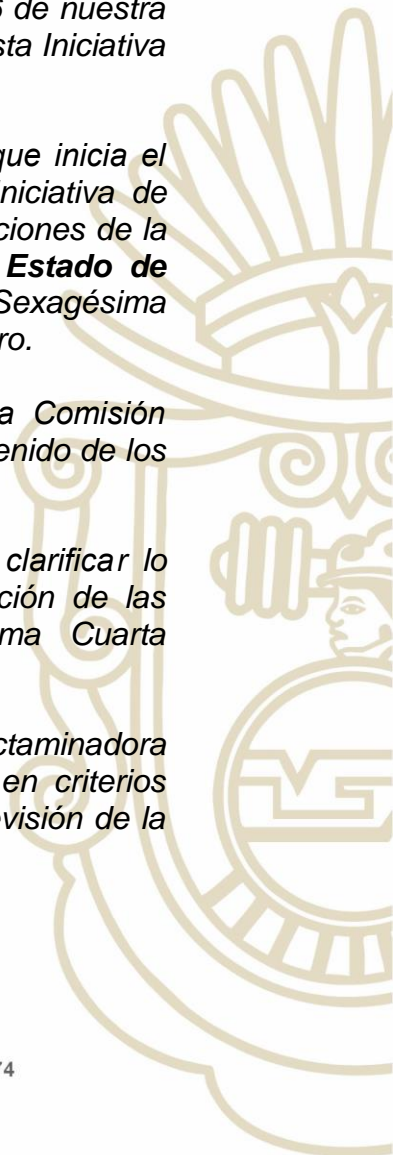 de nuestra
sta Iniciativa
que inicia el
niciativa de
ciones de la
Estado de
Sexagésima
ro.
a Comisión
enido de los
clarificar lo
ción de las
ma Cuarta
ctaminadora
en criterios
visión de la
74